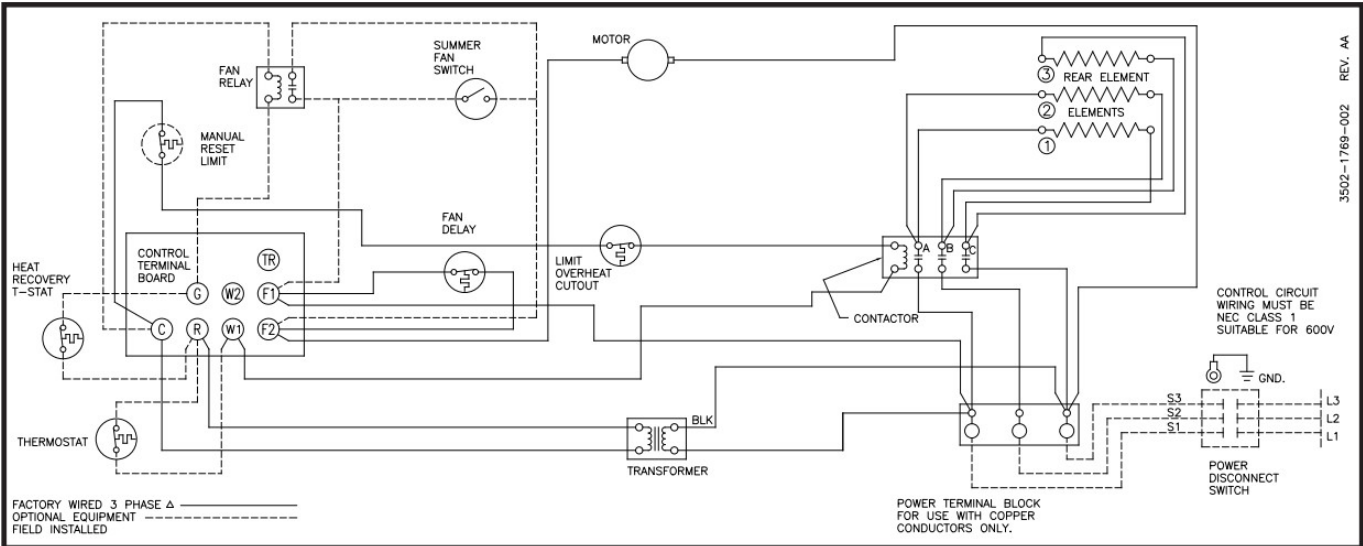 MOTOR
SUMMER
FAN
SWITCH
FAN
RELAY
3
REAR ELEMENT
2
ELEMENTS
1
MANUAL
RESET
LIMIT
3502-1769-002 REV. AA
FAN
DELAY
CONTROL
TERMINAL
BOARD
TR
HEAT
RECOVERY
T-STAT
G
W2
F1
C
R
W1
F2
LIMIT
OVERHEAT
CUTOUT
A
B
C
CONTACTOR
CONTROL CIRCUIT
WIRING MUST BE
NEC CLASS 1
SUITABLE FOR 600V
GND.
THERMOSTAT
BLK
TRANSFORMER
S3
S2
S1
L3
L2
L1
POWER
DISCONNECT
SWITCH
POWER TERMINAL BLOCK
FOR USE WITH COPPER
CONDUCTORS ONLY.
FACTORY WIRED 3 PHASE Δ
OPTIONAL EQUIPMENT
FIELD INSTALLED